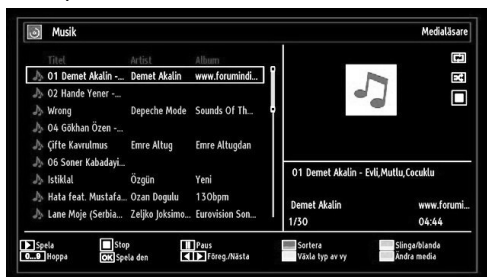 Musik
Medialäsare
Titel Artist Album
01 Demet Akalin -... Demet Akalin www.forumindi...
02 Hande Yener -...
Wrong Depeche Mode Sounds Of Th...
04 Gökhan Özen -...
Çifte Kavrulmus Emre Altug Emre Altugdan
06 Soner Kabadayi...
Istiklal Özgün Yeni
Hata feat. Mustafa... Ozan Dogulu 130bpm
Lane Moje (Serbia... Zeljko Joksimo... Eurovision Son...
01 Demet Akalin - Evli,Mutlu,Cocuklu
Demet Akalin www.forumi...
1/30 04:44
Spela Stop Paus Sortera Slinga/blanda
0...9 Hoppa OK Spela den Föreg./Nästa Växla typ av vy Ändra media